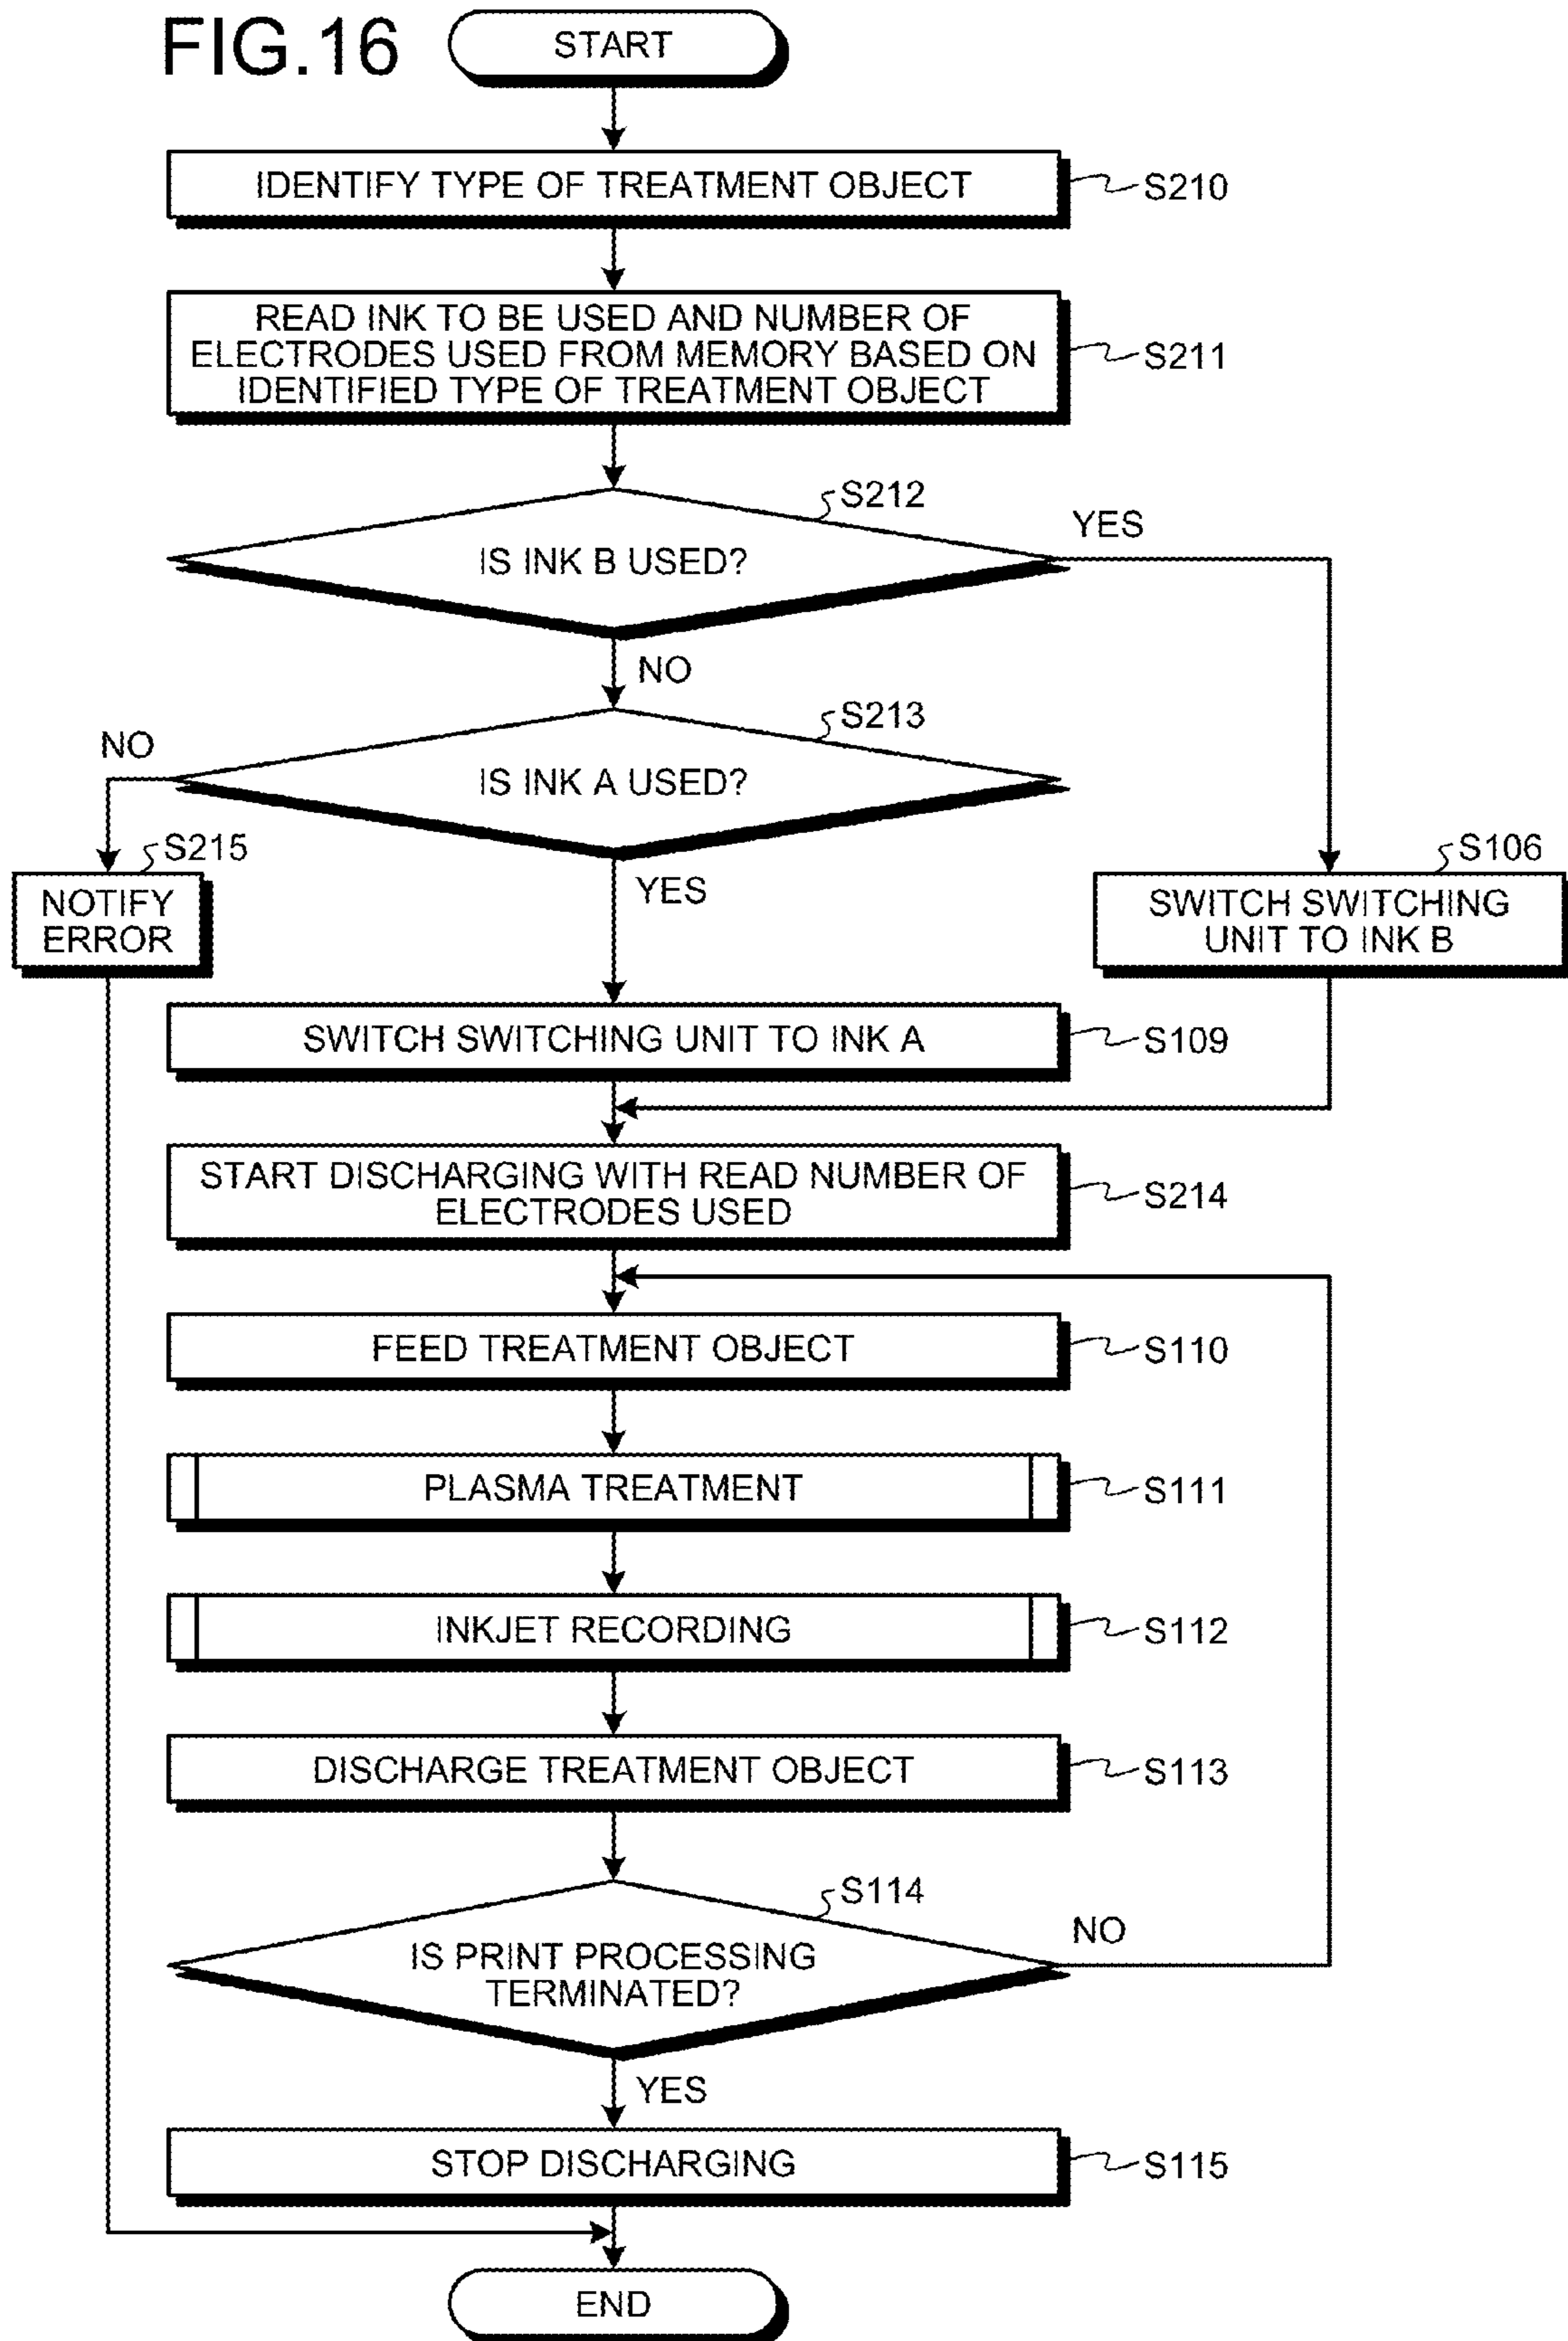 FIG.16
START
IDENTIFY TYPE OF TREATMENT OBJECT
S210
READ INK TO BE USED AND NUMBER OF
ELECTRODES USED FROM MEMORY BASED ON
IDENTIFIED TYPE OF TREATMENT OBJECT
S211
S212
IS INK B USED?
YES
NO
S213
IS INK A USED?
NO
YES
S215
NOTIFY
ERROR
S106
SWITCH SWITCHING
UNIT TO INK B
SWITCH SWITCHING UNIT TO INK A
S109
START DISCHARGING WITH READ NUMBER OF
ELECTRODES USED
S214
FEED TREATMENT OBJECT
S110
PLASMA TREATMENT
S111
INKJET RECORDING
S112
DISCHARGE TREATMENT OBJECT
S113
S114
IS PRINT PROCESSING
TERMINATED?
NO
YES
STOP DISCHARGING
S115
END